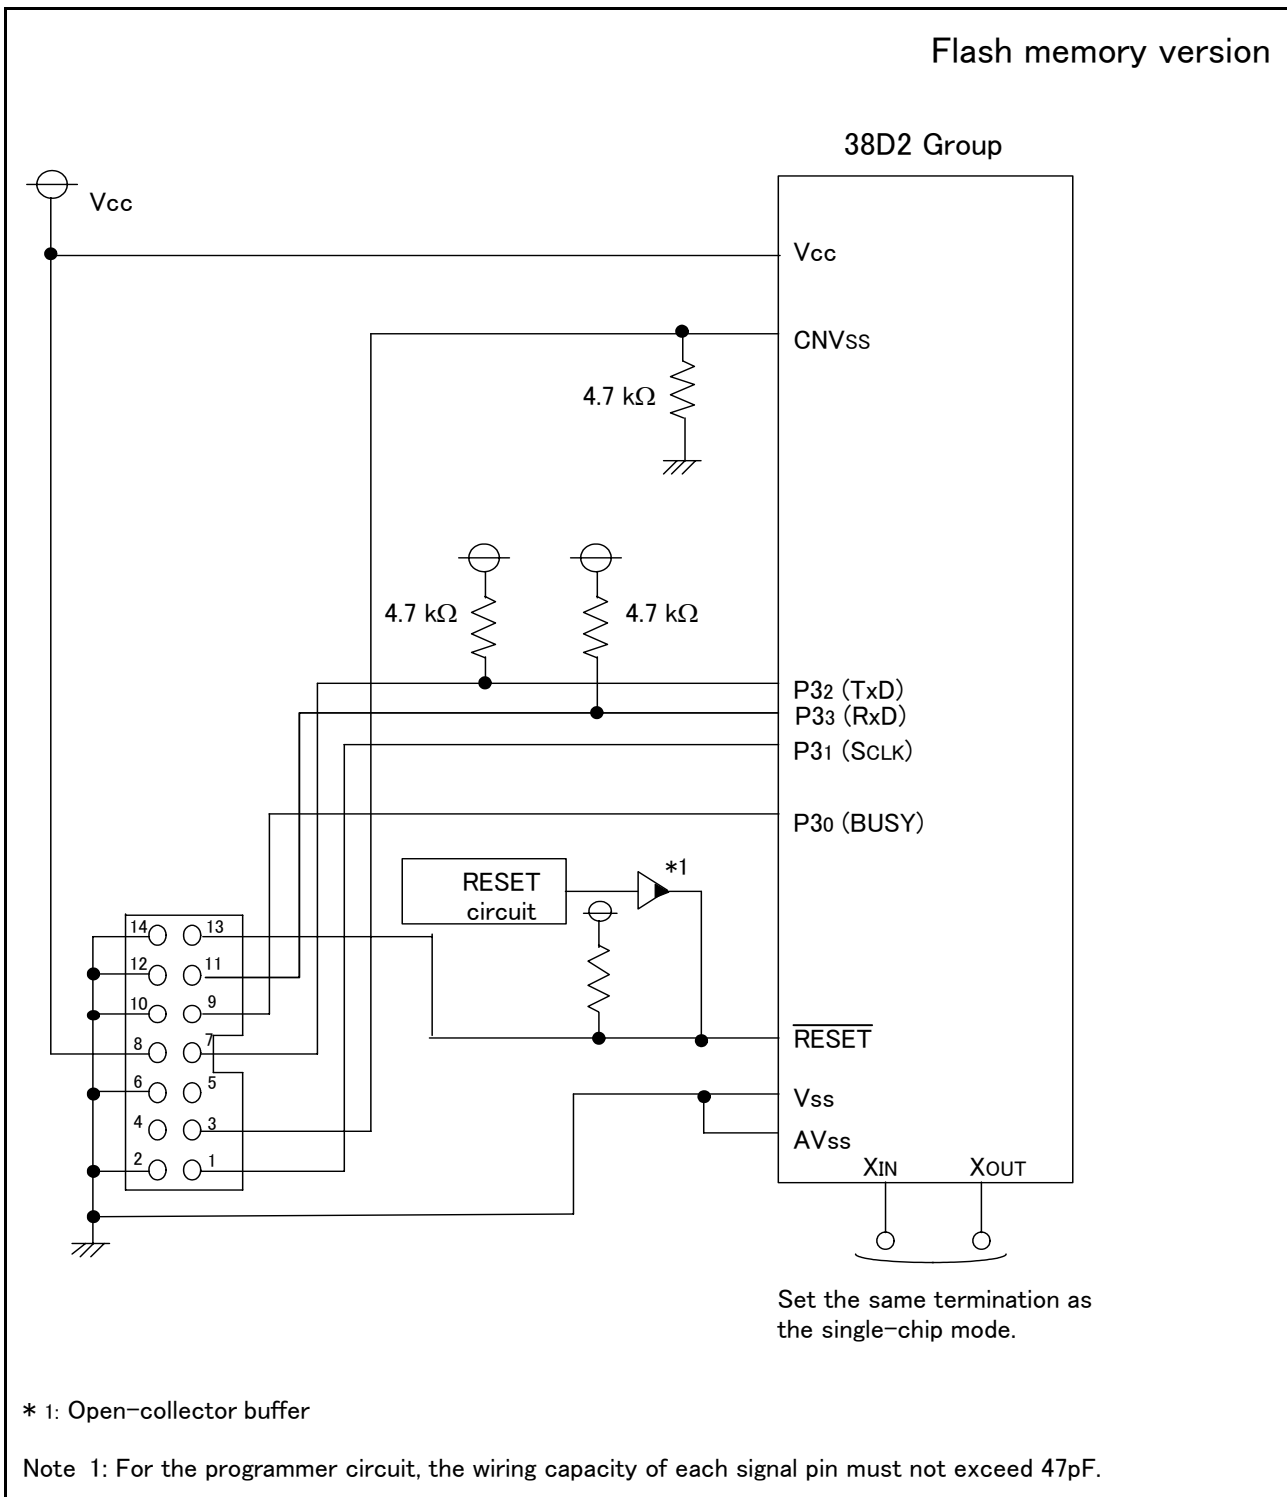 Flash memory version
38D2 Group
Vcc
Vcc
CNVss
4.7 kΩ
4.7 kΩ
4.7 kΩ
P32 (TxD)
P33 (RxD)
P31 (SCLK)
P30 (BUSY)
RESET
circuit
*1
14 13
12 11
10 9
8 7
6 5
4 3
2 1
RESET
Vss
AVss
XIN XOUT
Set the same termination as
the single-chip mode.
* 1: Open-collector buffer
Note 1: For the programmer circuit, the wiring capacity of each signal pin must not exceed 47pF.